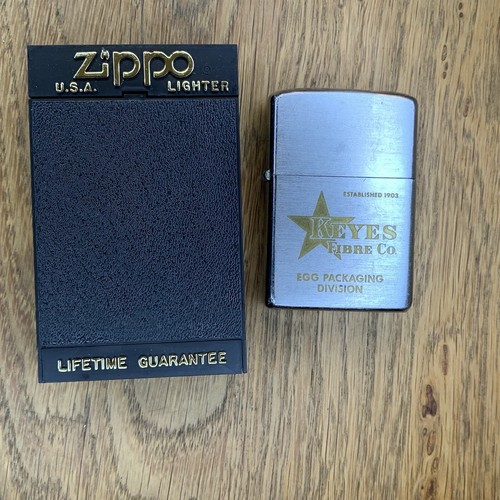 Zippo
U.S.A. LIGHTER
LIFETIME GUARANTEE
ESTABLISHED 1903
KEYES
FIBRE CO.
EGG PACKAGING
DIVISION